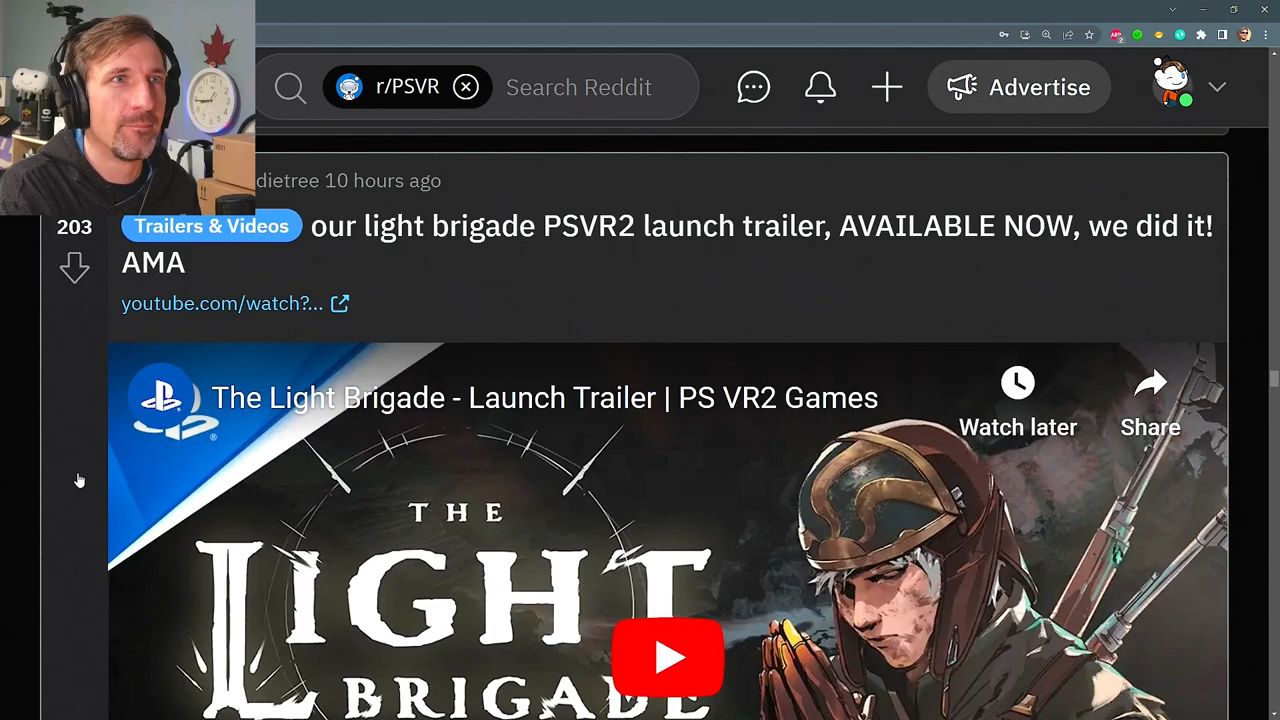 r/PSVR
Search Reddit
Advertise
dietree 10 hours ago
203
Trailers & Videos our light brigade PSVR2 launch trailer, AVAILABLE NOW, we did it!
AMA
youtube.com/watch?...
The Light Brigade - Launch Trailer | PS VR2 Games
Watch later
Share
THE
LIGHT
BRIGADE